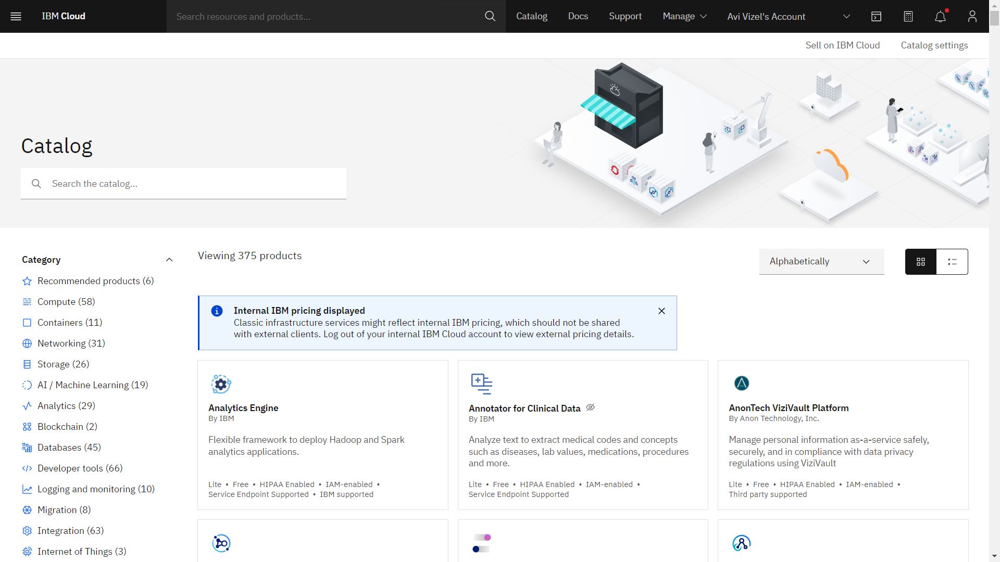 IBM Cloud
Search resources and products...
Catalog
Docs
Support
Manage
Avi Vizel's Account
Sell on IBM Cloud
Catalog settings
Catalog
Search the catalog...
Category
Recommended products (6)
Compute (58)
Containers (11)
Networking (31)
Storage (26)
AI / Machine Learning (19)
Analytics (29)
Blockchain (2)
Databases (45)
Developer tools (66)
Logging and monitoring (10)
Migration (8)
Integration (63)
Internet of Things (3)
Viewing 375 products
Alphabetically
Internal IBM pricing displayed
Classic infrastructure services might reflect internal IBM pricing, which should not be shared
with external clients. Log out of your internal IBM Cloud account to view external pricing details.
Analytics Engine
By IBM
Flexible framework to deploy Hadoop and Spark
analytics applications.
Lite • Free • HIPAA Enabled • IAM-enabled •
Service Endpoint Supported • IBM supported
Annotator for Clinical Data
By IBM
Analyze text to extract medical codes and concepts
such as diseases, lab values, medications, procedures
and more.
Lite • Free • HIPAA Enabled • IAM-enabled •
Service Endpoint Supported
AnonTech ViziVault Platform
By Anon Technology, Inc.
Manage personal information as-a-service safely,
securely, and in compliance with data privacy
regulations using ViziVault
Lite • Free • HIPAA Enabled • IAM-enabled •
Third party supported